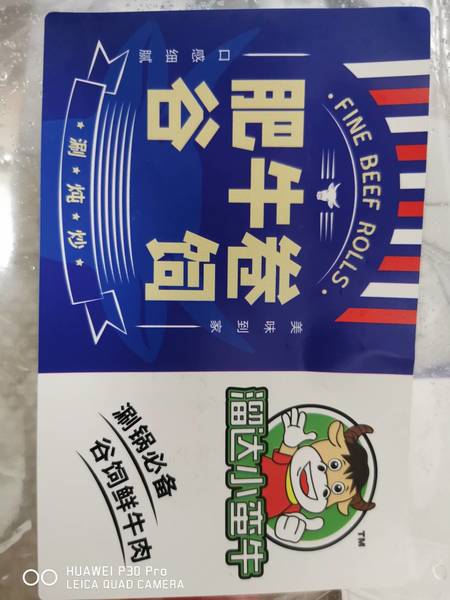 ·FINE BEEF ROLLS·
肥牛卷
谷饲
口感细腻
美味到家
★涮★炖★炒★
溜达小蛮牛
TM
涮锅必备
谷饲鲜牛肉
HUAWEI P30 Pro
LEICA QUAD CAMERA